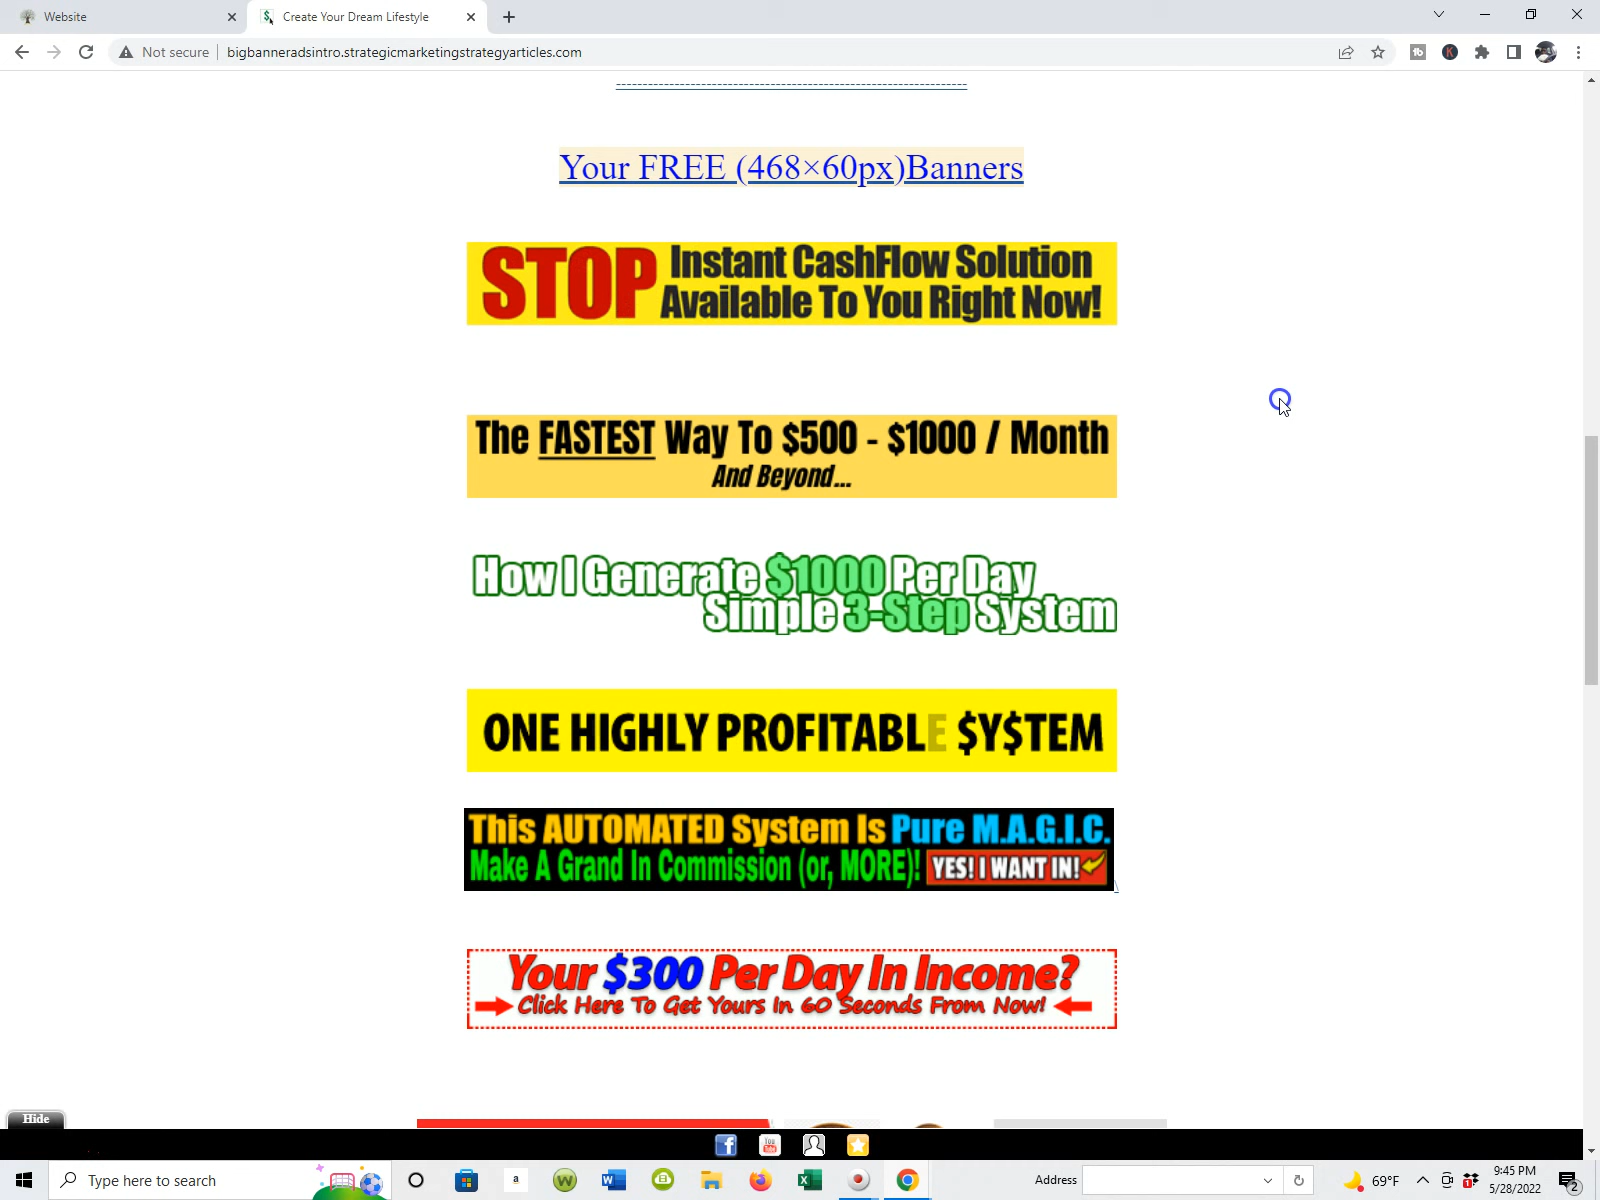 Website
Create Your Dream Lifestyle
Not secure
bigbanneradsintro.strategicmarketingstrategyarticles.com
Your FREE (468×60px)Banners
STOP Instant CashFlow Solution
Available To You Right Now!
The FASTEST Way To $500 - $1000 / Month
And Beyond...
How I Generate $1000 Per Day
Simple 3-Step System
ONE HIGHLY PROFITABLE $Y$TEM
This AUTOMATED System Is Pure M.A.G.I.C.
Make A Grand In Commission (or, MORE)! YES! I WANT IN!
Your $300 Per Day In Income?
Click Here To Get Yours In 60 Seconds From Now!
Hide
You
Type here to search
Address
69°F
9:45 PM
5/28/2022
2